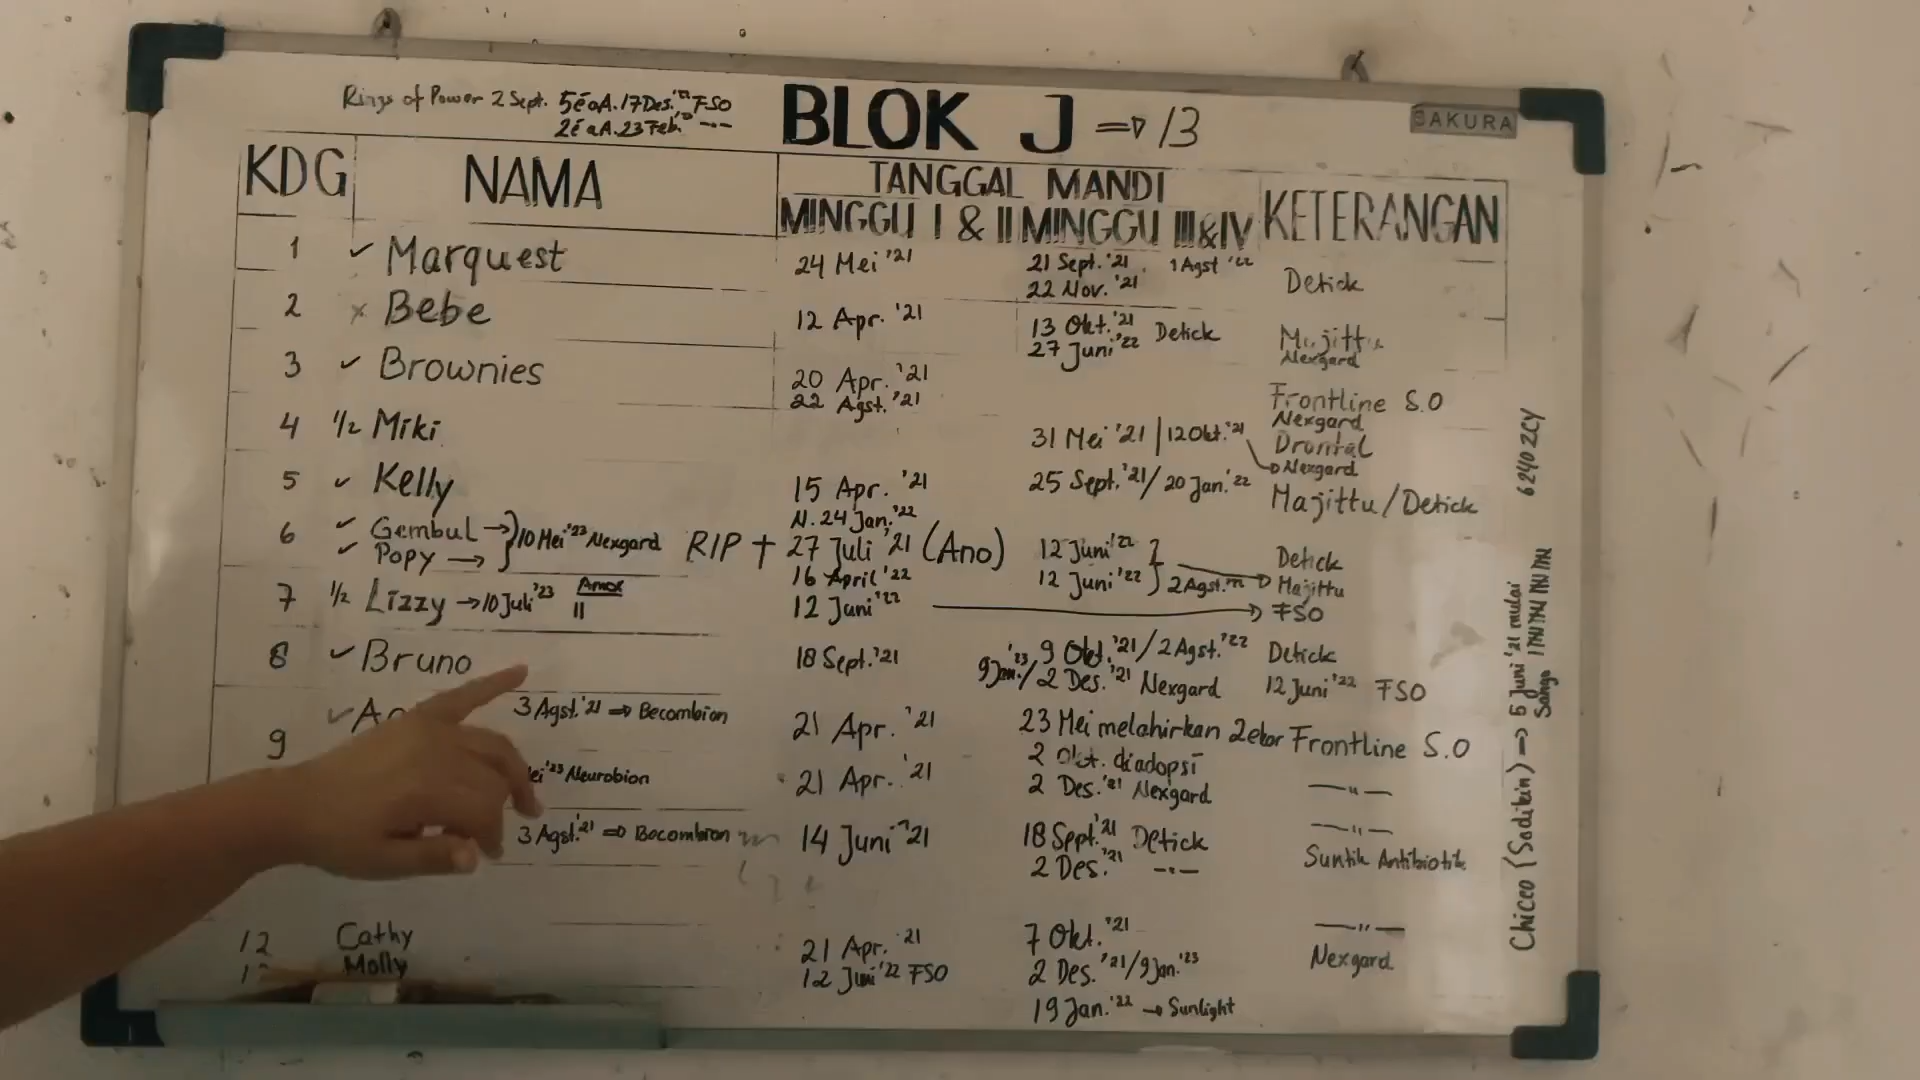 Rings of Power 2 Sept. 5é aA. 17 Des.'21 FSO
2é aA. 23 Feb.
BLOK J => 13
SAKURA
KDG NAMA TANGGAL MANDI KETERANGAN
MINGGU I & II MINGGU III & IV
1 ✓ Marquest 24 Mei '21 21 Sept. '21 1 Agst '22 Detick
22 Nov. '21
2 x Bebe 12 Apr. '21 13 Okt. '21 Detick Majittu
27 Juni '22 Nexgard
3 ✓ Brownies 20 Apr. '21 Frontline S.O
22 Agst. '21 Nexgard
4 1/2 Miki 31 Mei '21 | 12 Okt. '21 Drontal
→ Nexgard
5 ✓ Kelly 15 Apr. '21 25 Sept. '21 / 20 Jan. '22 Majittu / Detick
N. 24 Jan. '22
6 ✓ Gembul → 10 Mei '23 Nexgard RIP † 27 Juli '21 (Ano) 12 Juni '22 Detick
✓ Popy → 16 April '22 12 Juni '22 2 Agst. → Majittu
7 1/2 Lizzy → 10 Juli '23 Amox II 12 Juni '22 → FSO
8 ✓ Bruno 18 Sept. '21 9 Okt. '21 / 2 Agst. '22 Detick
9 Jan. '23 / 2 Des. '21 Nexgard 12 Juni '22 FSO
9 3 Agst. '21 => Becombion 21 Apr. '21 23 Mei melahirkan 2 ekor Frontline S.O
2 Okt. diadopsi
'23 Neurobion 21 Apr. '21 2 Des. '21 Nexgard —"—
3 Agst. '21 => Becombion 14 Juni '21 18 Sept. '21 Detick —"—
2 Des. '21 -"- Suntik Antibiotik
12 Cathy 21 Apr. '21 7 Okt. '21 —"—
Molly 12 Juni '22 FSO 2 Des. '21 / 9 Jan. '23 Nexgard
19 Jan. '22 → Sunlight
Chicco (Sodikin) => 5 Juni '21 mulai
6240 ZCY